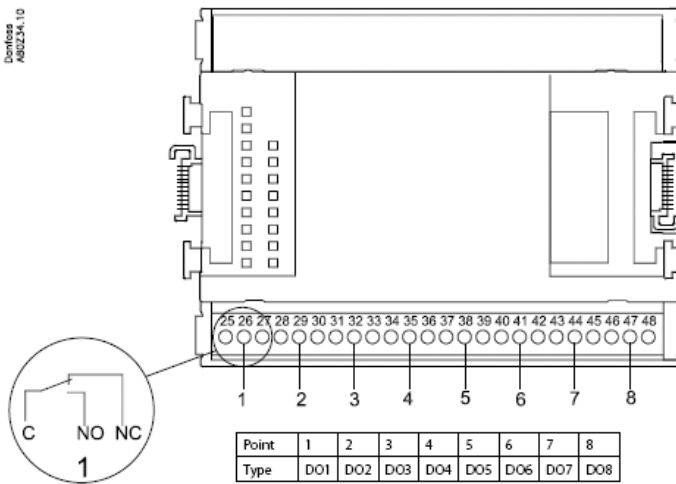 Danfoss
A80Z34.10
25 26 27 28 29 30 31 32 33 34 35 36 37 38 39 40 41 42 43 44 45 46 47 48
1 2 3 4 5 6 7 8
C NO NC
1
Point 1 2 3 4 5 6 7 8
Type DO1 DO2 DO3 DO4 DO5 DO6 DO7 DO8